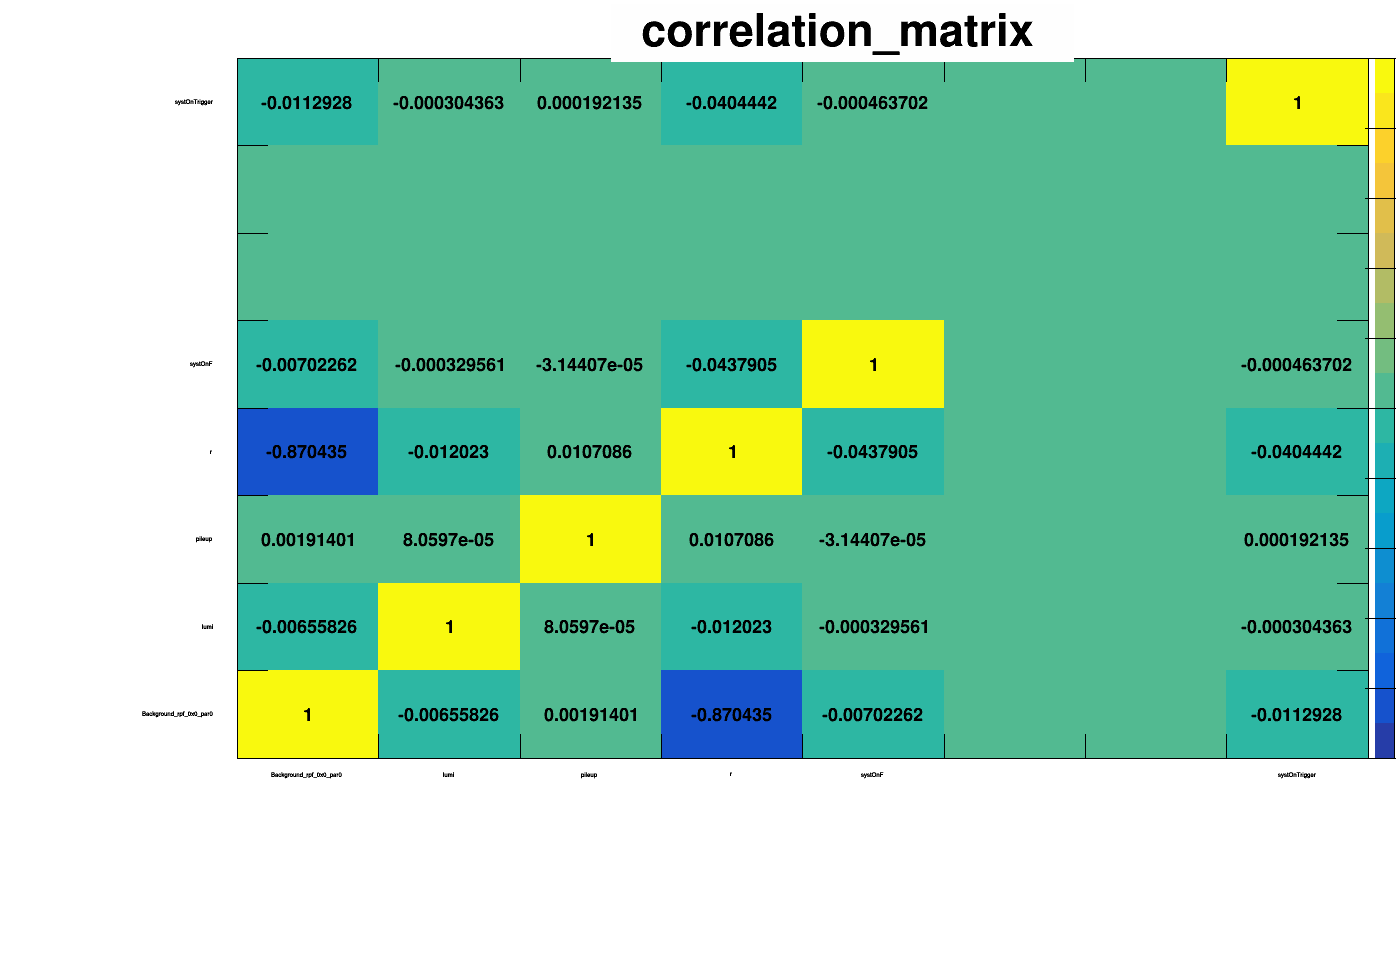 correlation_matrix
systOnTrigger -0.0112928 -0.000304363 0.000192135 -0.0404442 -0.000463702 1
systOnF -0.00702262 -0.000329561 -3.14407e-05 -0.0437905 1 -0.000463702
r -0.870435 -0.012023 0.0107086 1 -0.0437905 -0.0404442
pileup 0.00191401 8.0597e-05 1 0.0107086 -3.14407e-05 0.000192135
lumi -0.00655826 1 8.0597e-05 -0.012023 -0.000329561 -0.000304363
Background_rpf_0x0_par0 1 -0.00655826 0.00191401 -0.870435 -0.00702262 -0.0112928
Background_rpf_0x0_par0 lumi pileup r systOnF systOnTrigger